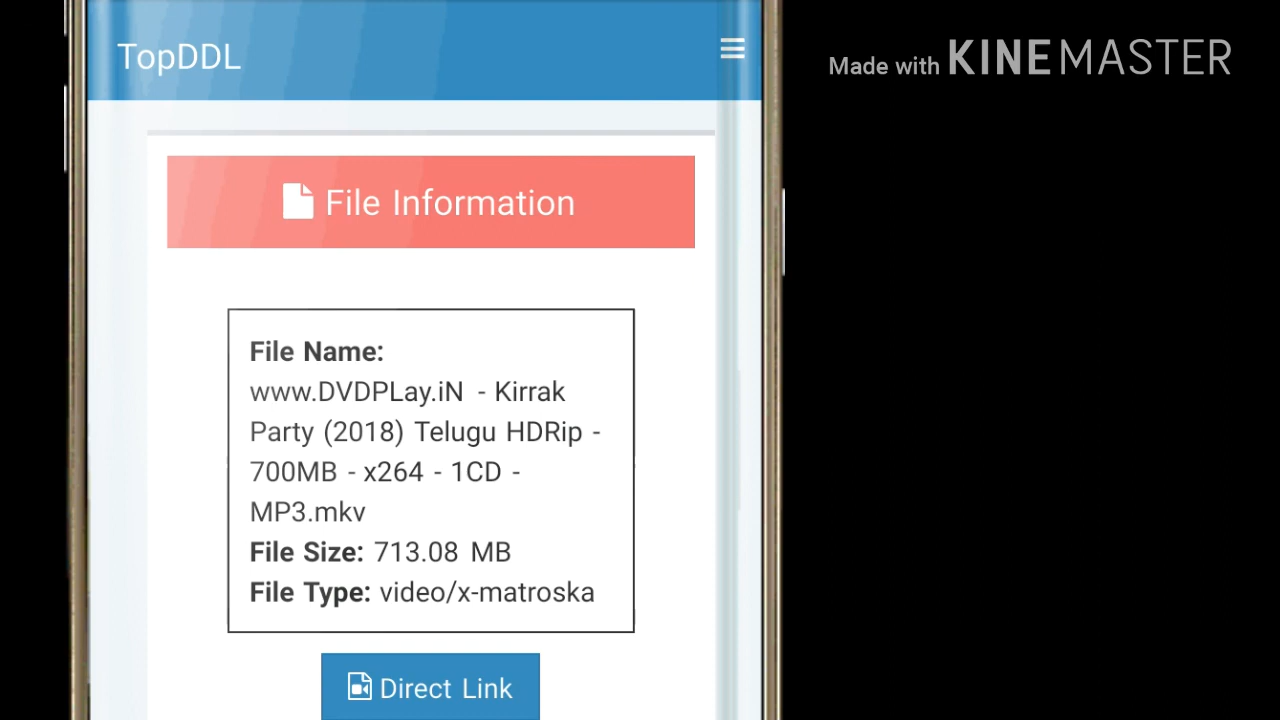 TopDDL
Made with KINEMASTER
File Information
File Name:
www.DVDPLay.iN - Kirrak
Party (2018) Telugu HDRip -
700MB - x264 - 1CD -
MP3.mkv
File Size: 713.08 MB
File Type: video/x-matroska
Direct Link